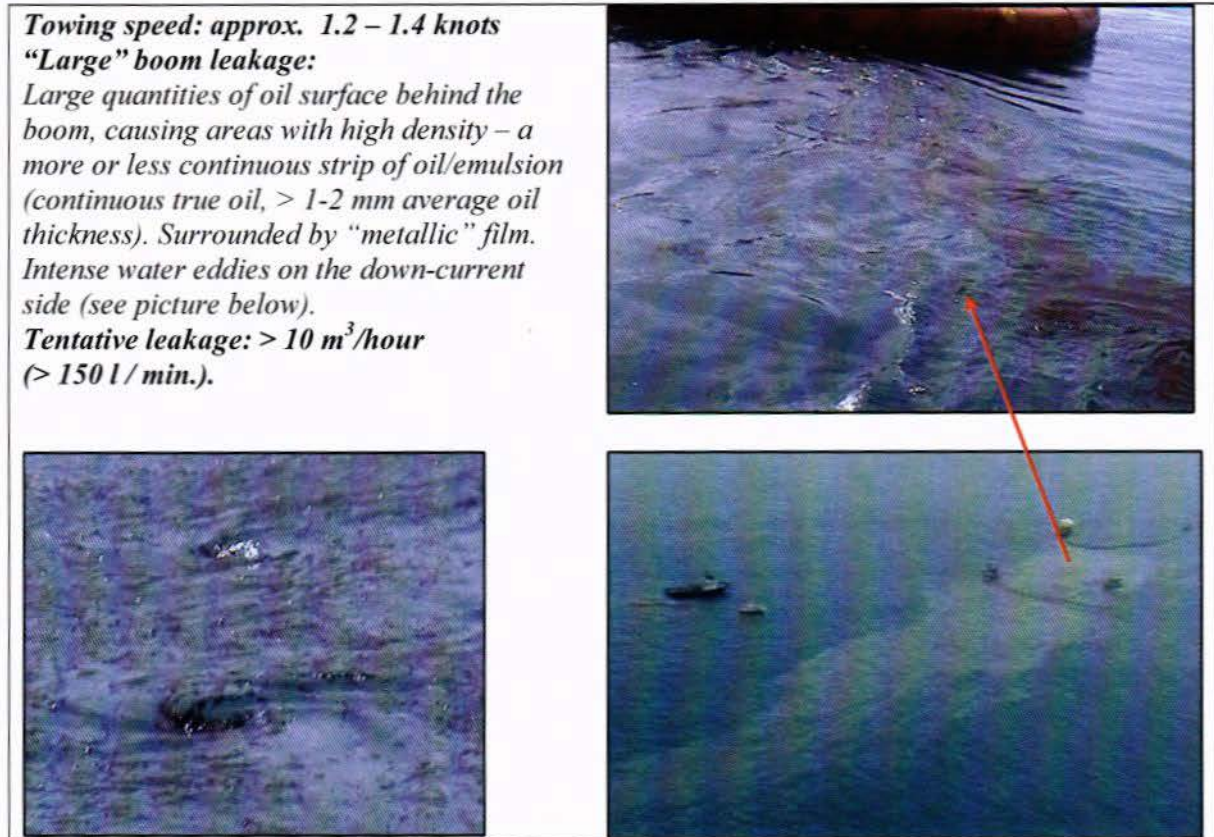 Towing speed: approx.  1.2 – 1.4 knots
“Large” boom leakage:
Large quantities of oil surface behind the
boom, causing areas with high density – a
more or less continuous strip of oil/emulsion
(continuous true oil, > 1-2 mm average oil
thickness). Surrounded by “metallic” film.
Intense water eddies on the down-current
side (see picture below).
Tentative leakage: > 10 m³/hour
(> 150 l / min.).